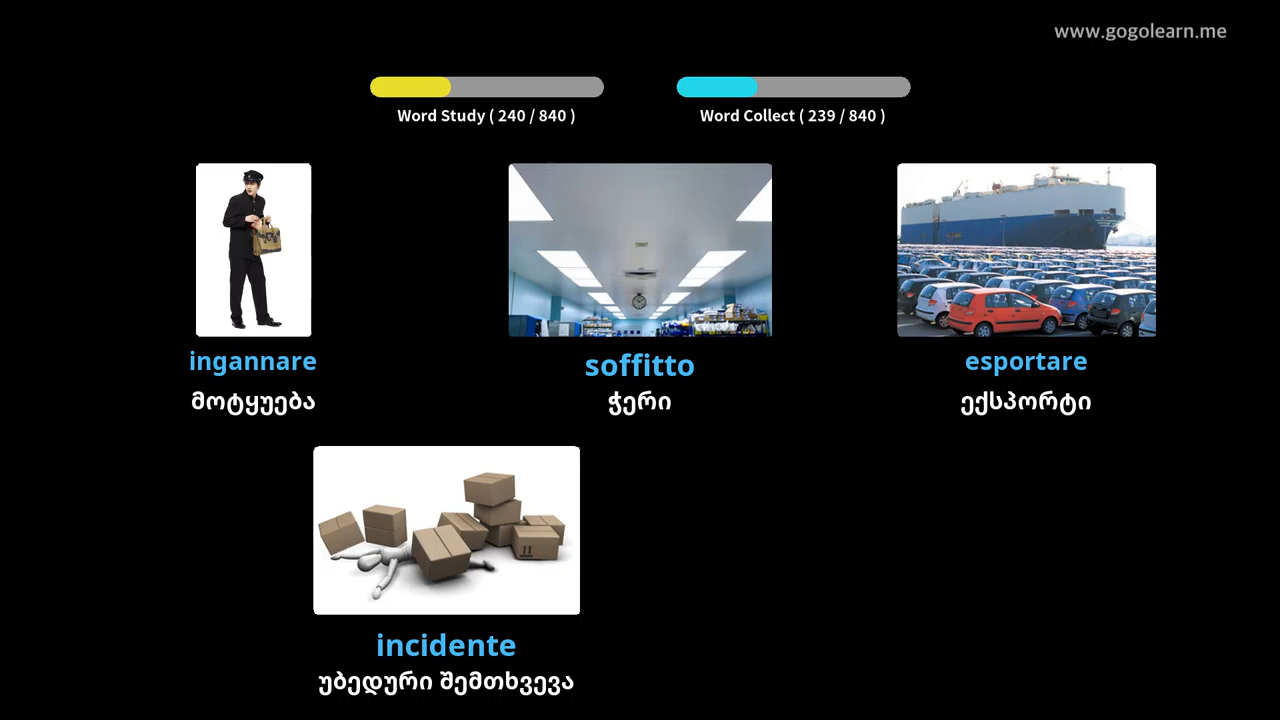 www.gogolearn.me
Word Study ( 240 / 840 )
Word Collect ( 239 / 840 )
ingannare
მოტყუება
soffitto
ჭერი
esportare
ექსპორტი
incidente
უბედური შემთხვევა